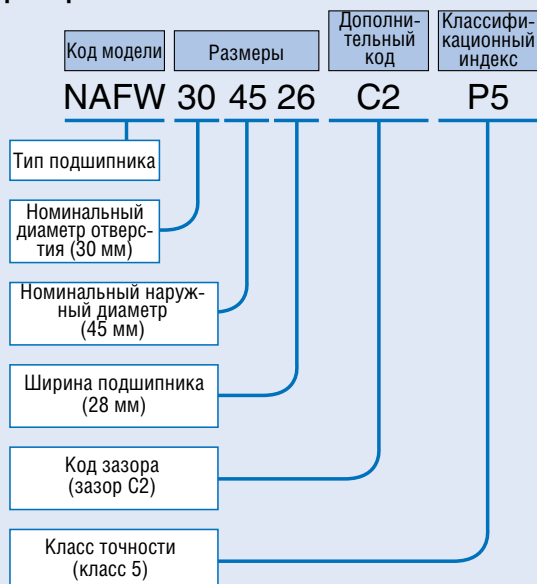 Код модели
Размеры
Дополни-
тельный
код
Классифи-
кационный
индекс
NAFW 30 45 26 C2 P5
Тип подшипника
Номинальный
диаметр отверс-
тия (30 мм)
Номинальный наруж-
ный диаметр
(45 мм)
Ширина подшипника
(28 мм)
Код зазора
(зазор C2)
Класс точности
(класс 5)